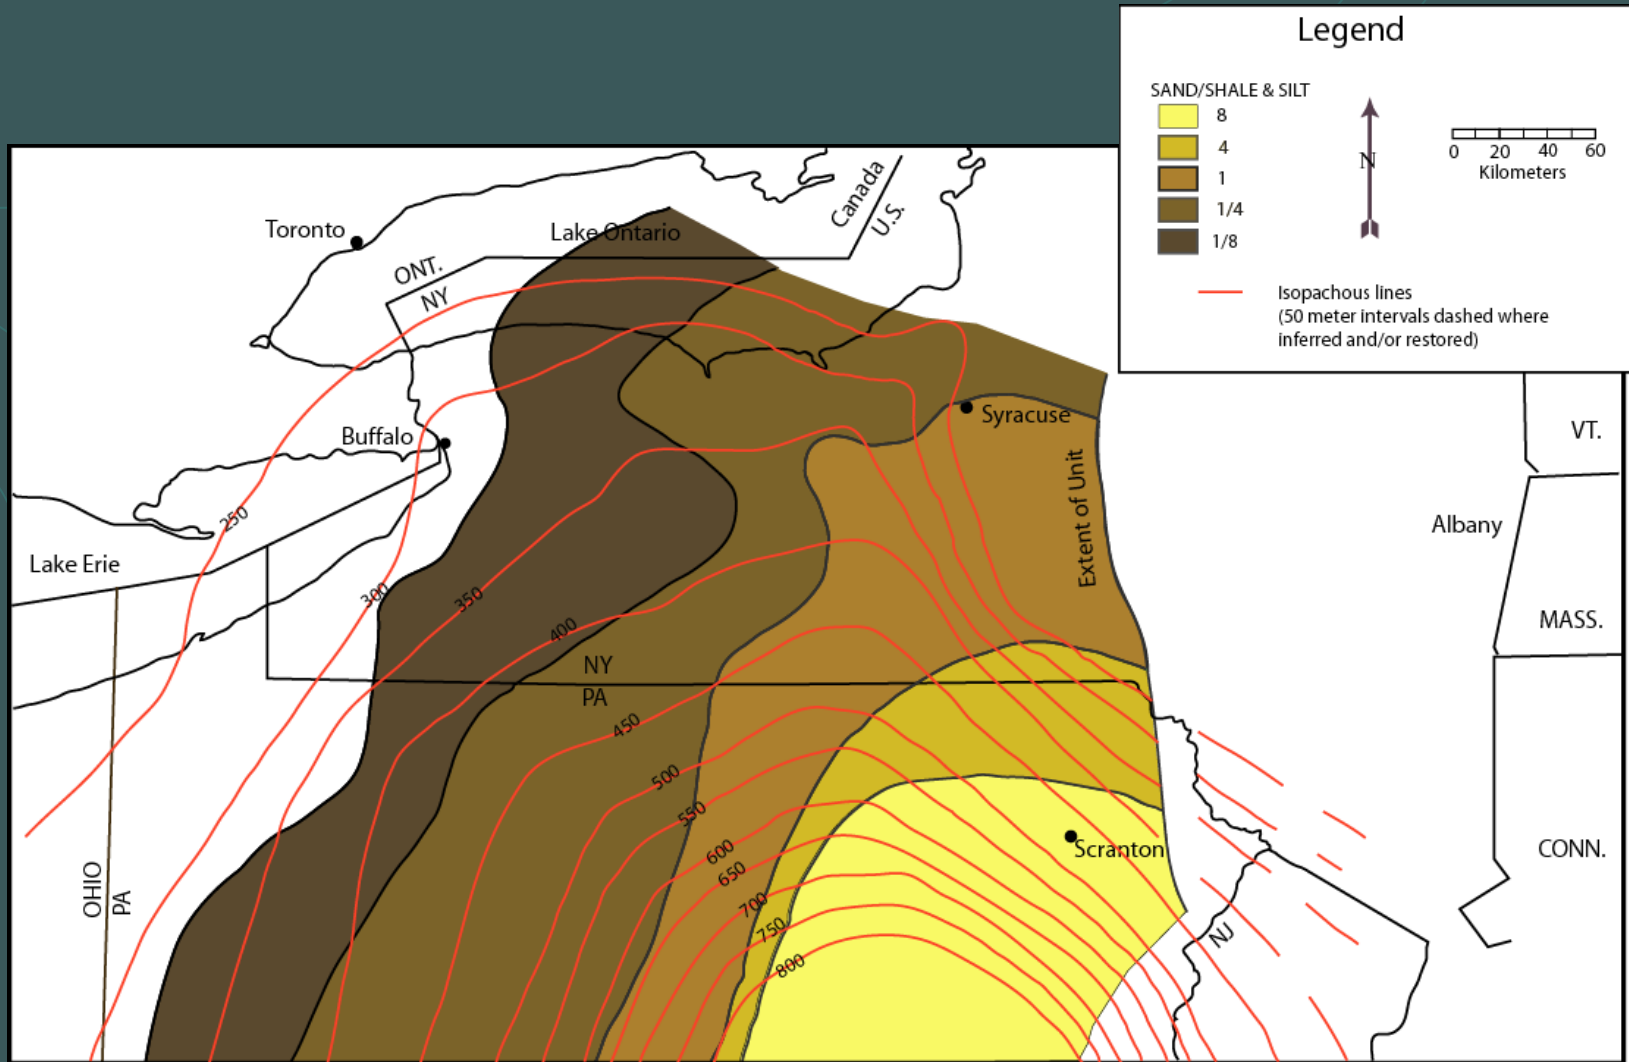 Legend
SAND/SHALE & SILT
8
4
1
1/4
1/8
N
0 20 40 60
Kilometers
Isopachous lines
(50 meter intervals dashed where
inferred and/or restored)
Toronto
Lake Ontario
Canada
U.S.
ONT.
NY
Buffalo
Syracuse
Extent of Unit
VT.
Albany
MASS.
CONN.
Lake Erie
250
300
350
400
NY
PA
450
500
550
600
650
700
750
800
Scranton
NJ
OHIO
PA